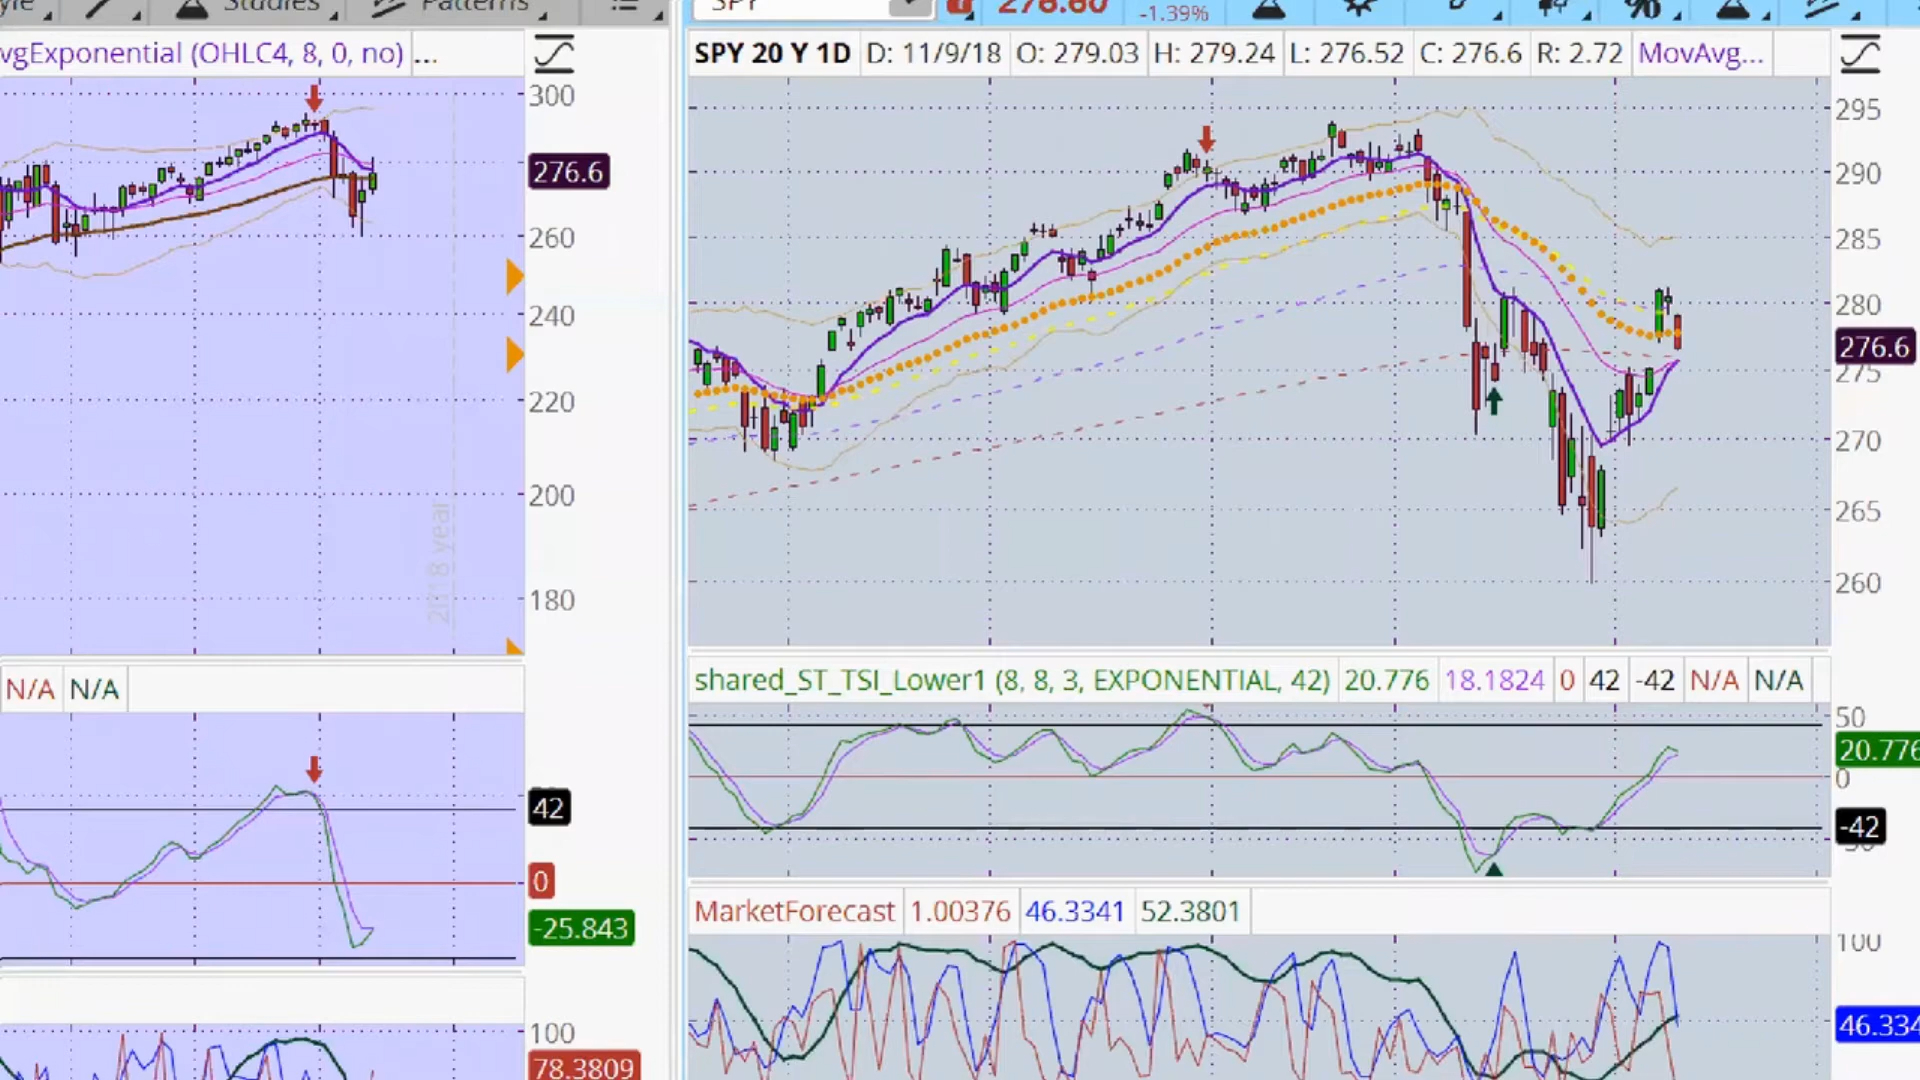 Studies
Patterns
SPY
276.60
-1.39%
vgExponential (OHLC4, 8, 0, no)
...
SPY 20 Y 1D
D: 11/9/18
O: 279.03
H: 279.24
L: 276.52
C: 276.6
R: 2.72
MovAvg...
300
276.6
260
240
220
200
180
2018 year
295
290
285
280
276.6
275
270
265
260
N/A
N/A
shared_ST_TSI_Lower1 (8, 8, 3, EXPONENTIAL, 42)
20.776
18.1824
0
42
-42
N/A
N/A
42
0
-25.843
50
20.776
0
-42
MarketForecast
1.00376
46.3341
52.3801
100
78.3809
100
46.334